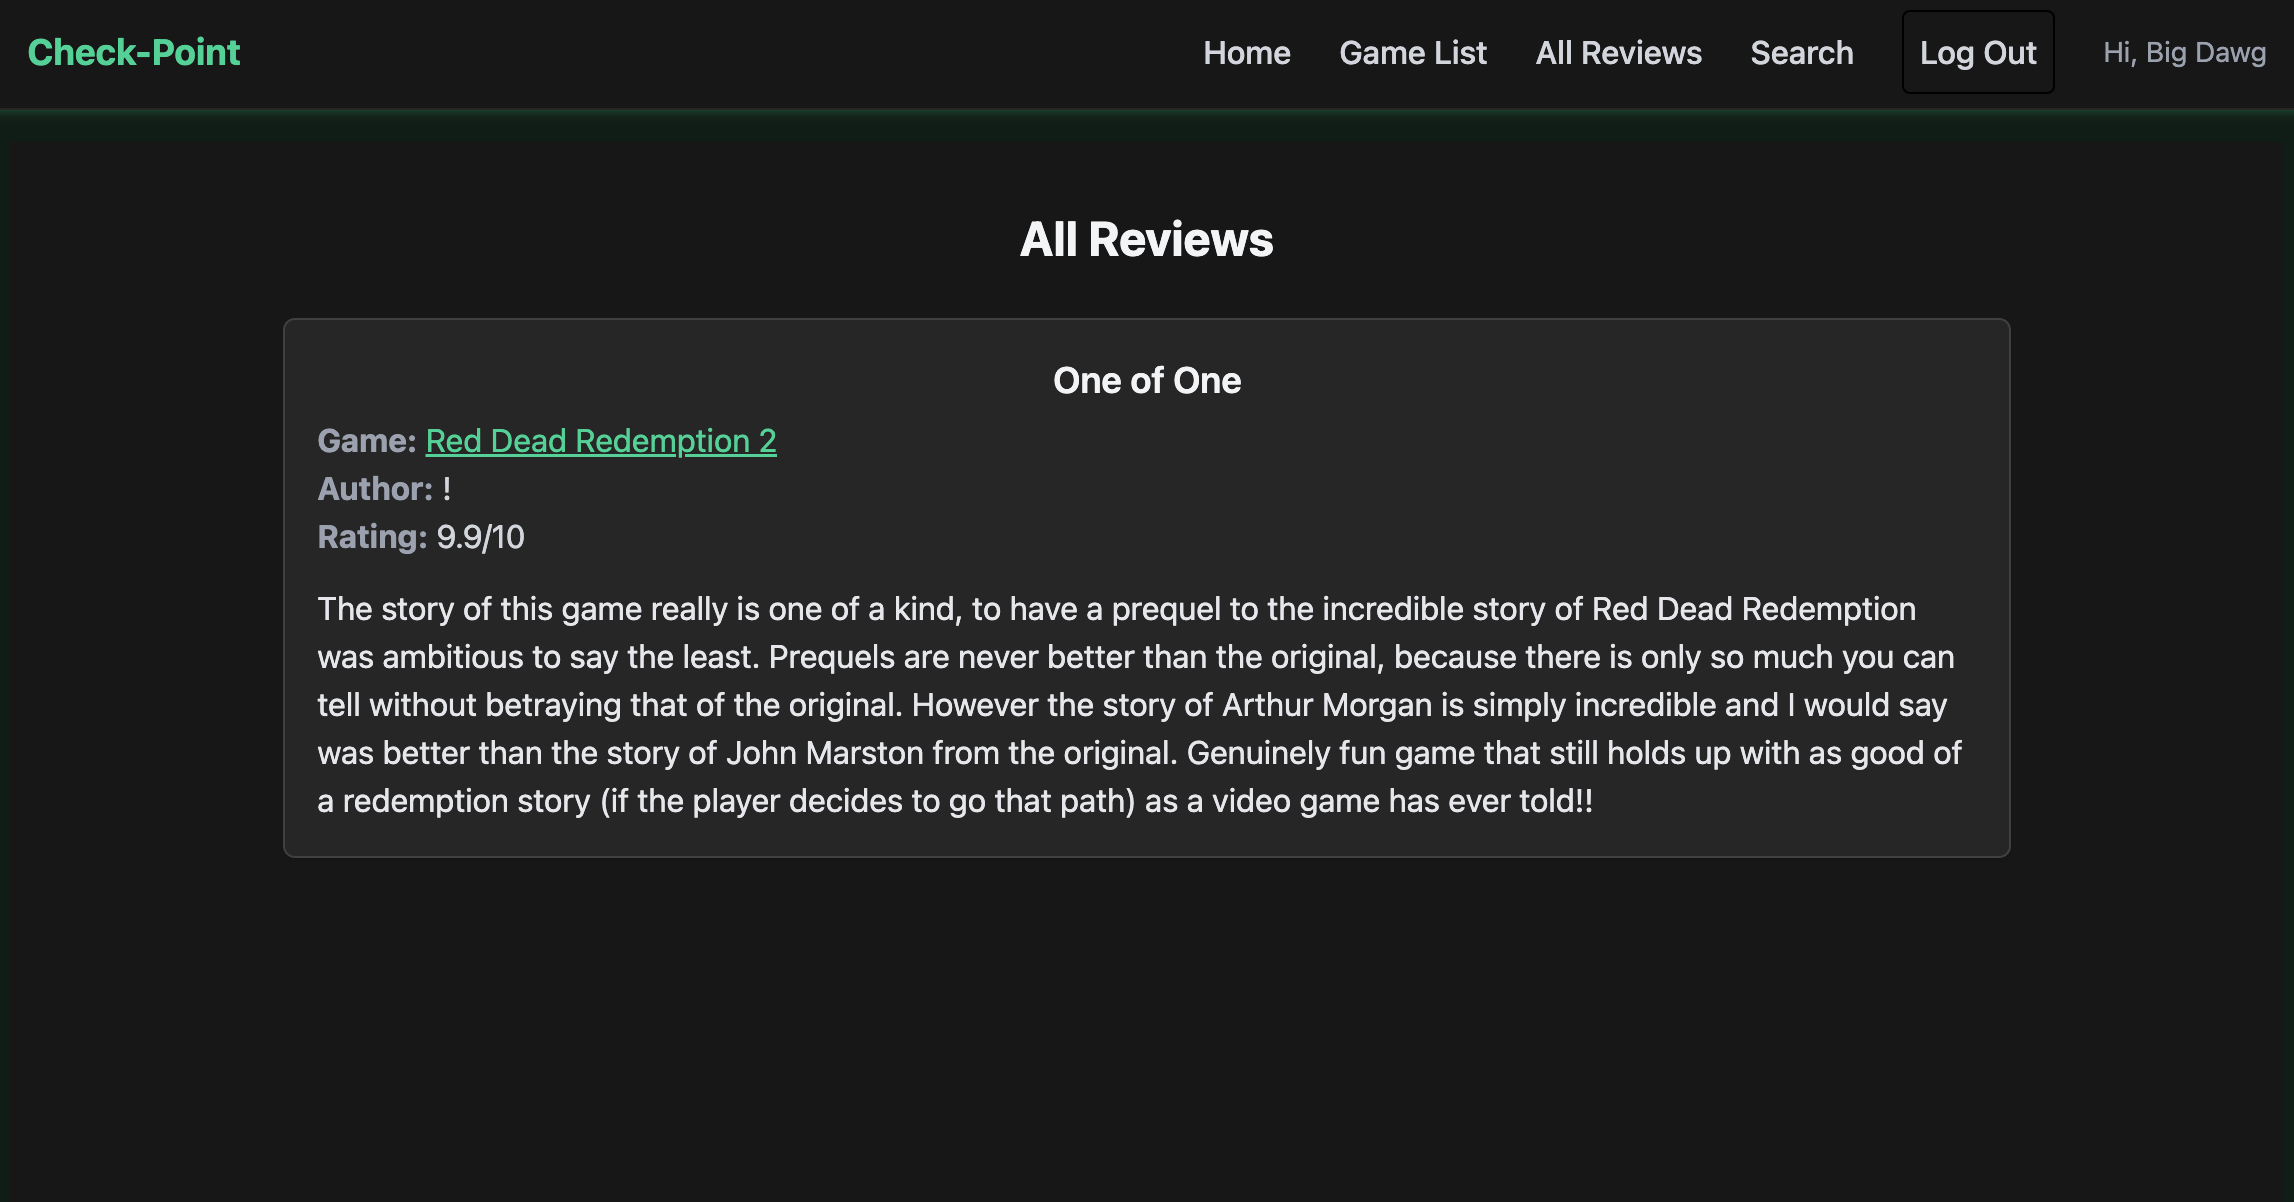 Check-Point
Home Game List All Reviews Search Log Out Hi, Big Dawg
All Reviews
One of One
Game: Red Dead Redemption 2
Author: !
Rating: 9.9/10
The story of this game really is one of a kind, to have a prequel to the incredible story of Red Dead Redemption
was ambitious to say the least. Prequels are never better than the original, because there is only so much you can
tell without betraying that of the original. However the story of Arthur Morgan is simply incredible and I would say
was better than the story of John Marston from the original. Genuinely fun game that still holds up with as good of
a redemption story (if the player decides to go that path) as a video game has ever told!!